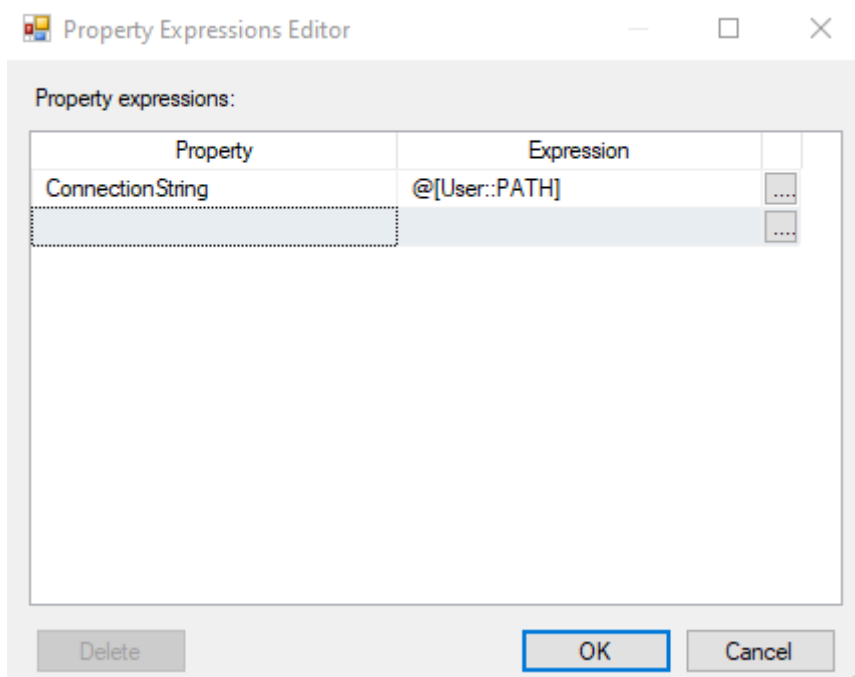 Property Expressions Editor
Property expressions:
Property Expression
ConnectionString @[User::PATH] ....
....
Delete OK Cancel